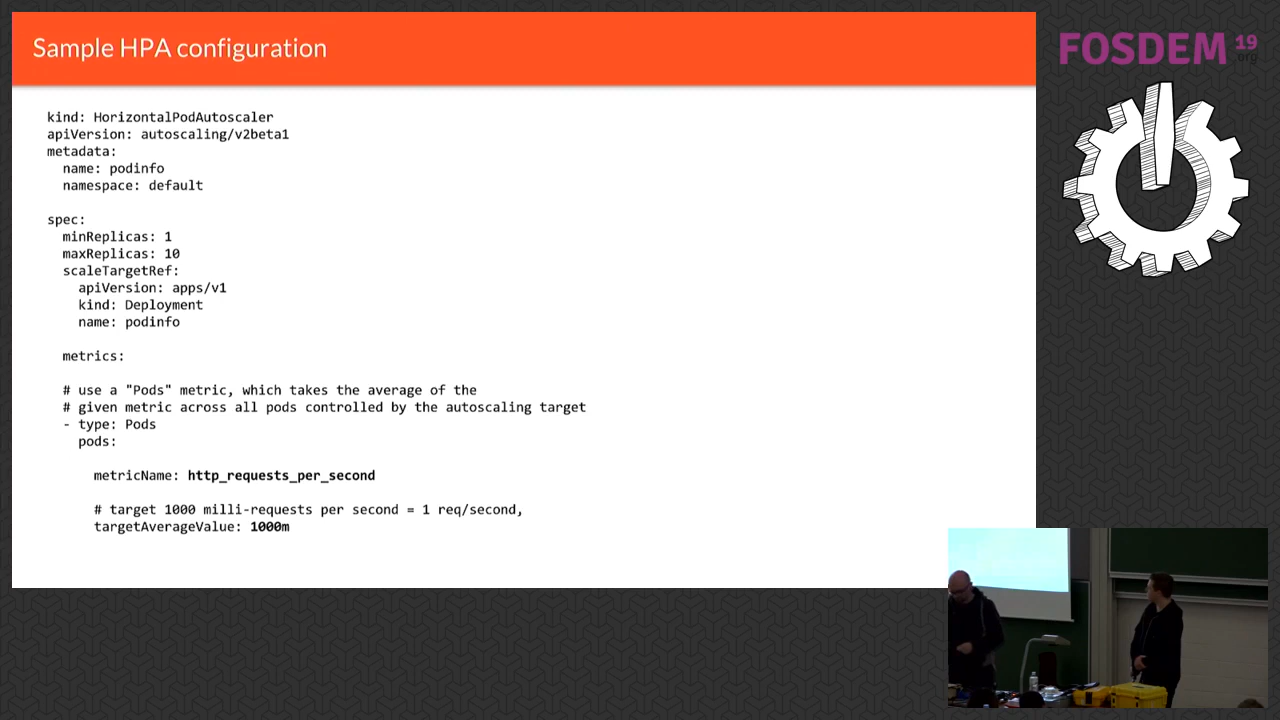 Sample HPA configuration
FOSDEM 19
.org
kind: HorizontalPodAutoscaler
apiVersion: autoscaling/v2beta1
metadata:
  name: podinfo
  namespace: default
spec:
  minReplicas: 1
  maxReplicas: 10
  scaleTargetRef:
    apiVersion: apps/v1
    kind: Deployment
    name: podinfo
  metrics:
  # use a "Pods" metric, which takes the average of the
  # given metric across all pods controlled by the autoscaling target
  - type: Pods
    pods:
      metricName: http_requests_per_second
      # target 1000 milli-requests per second = 1 req/second,
      targetAverageValue: 1000m